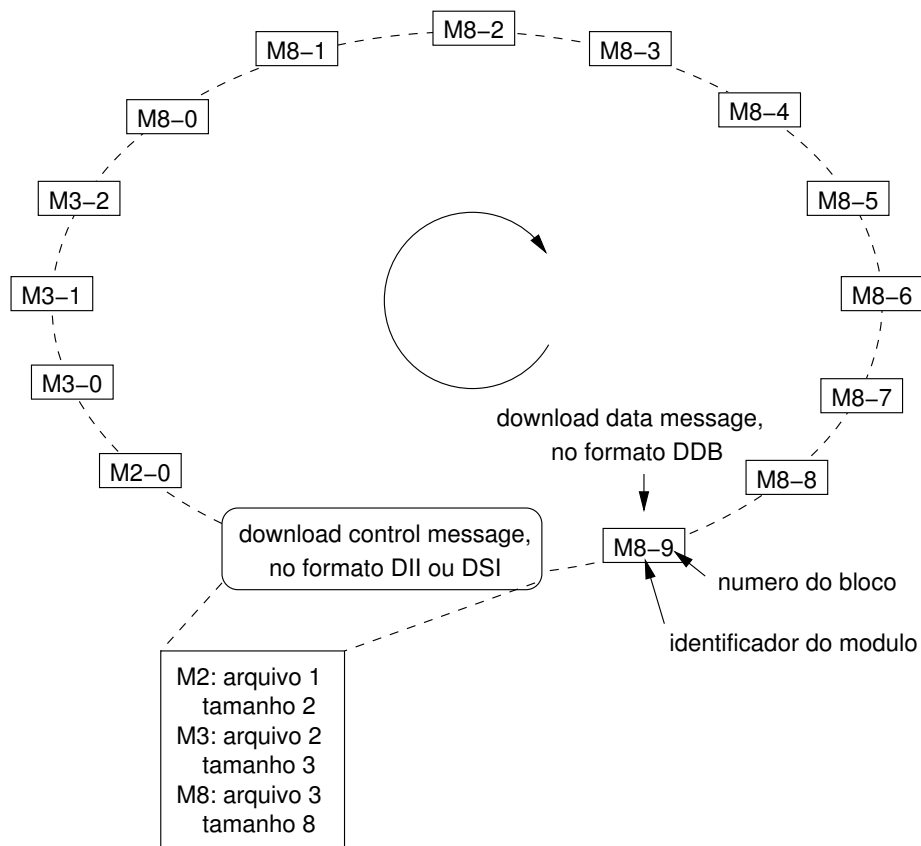 M8−2
M8−1
M8−3
M8−0
M8−4
M3−2
M8−5
M3−1
M8−6
M3−0
M8−7
download data message,
no formato DDB
M2−0
M8−8
download control message,
no formato DII ou DSI
M8−9
numero do bloco
identificador do modulo
M2: arquivo 1
tamanho 2
M3: arquivo 2
tamanho 3
M8: arquivo 3
tamanho 8